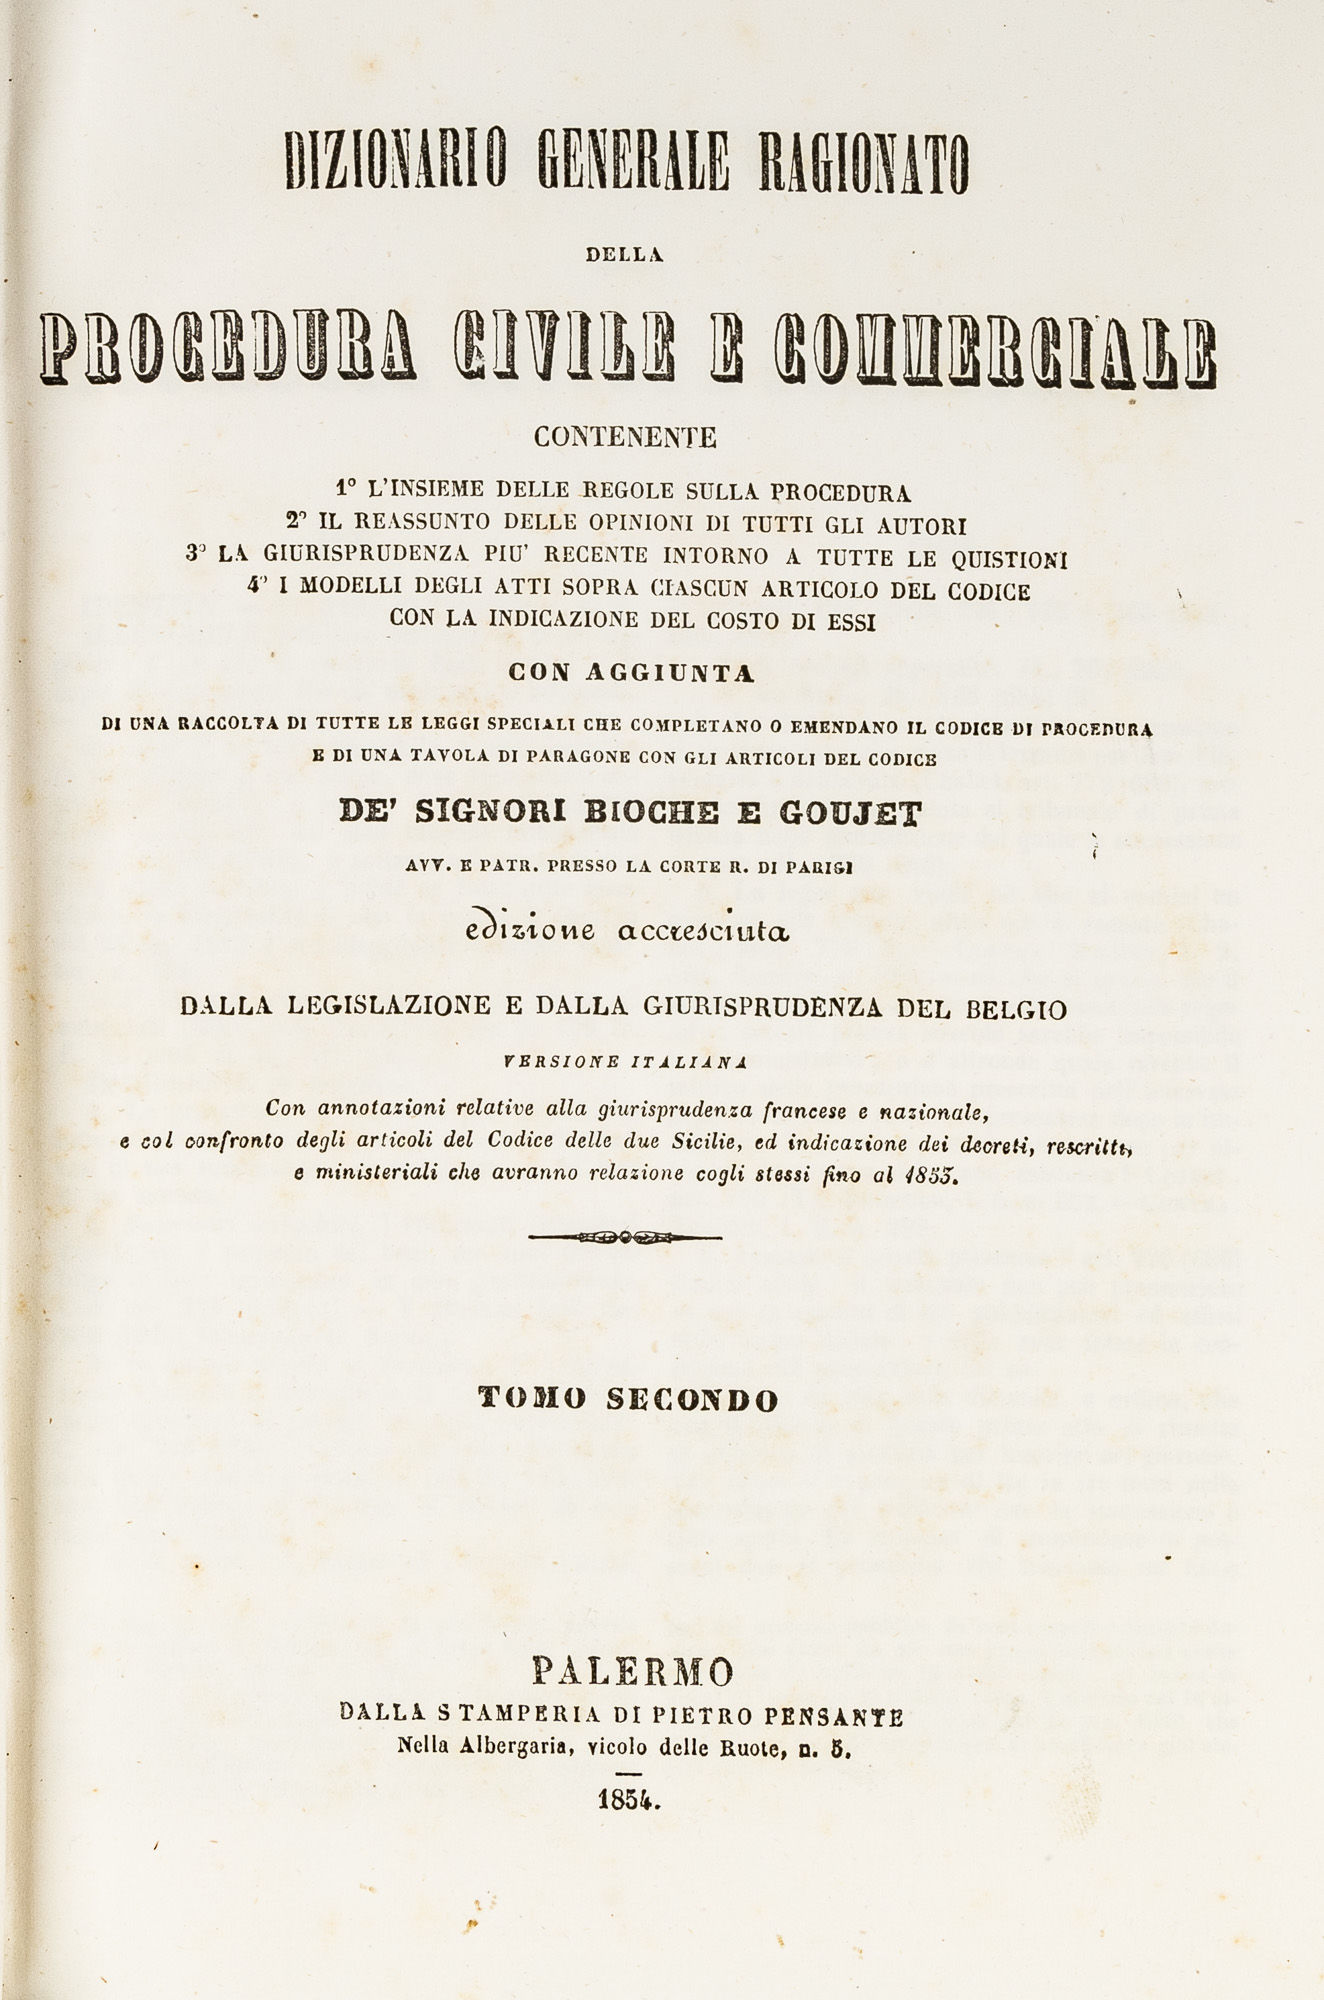 DIZIONARIO GENERALE RAGIONATO
DELLA
PROCEDURA CIVILE E COMMERCIALE
CONTENENTE
1º L'INSIEME DELLE REGOLE SULLA PROCEDURA
2º IL REASSUNTO DELLE OPINIONI DI TUTTI GLI AUTORI
3º LA GIURISPRUDENZA PIU' RECENTE INTORNO A TUTTE LE QUISTIONI
4º I MODELLI DEGLI ATTI SOPRA CIASCUN ARTICOLO DEL CODICE
CON LA INDICAZIONE DEL COSTO DI ESSI
CON AGGIUNTA
DI UNA RACCOLTA DI TUTTE LE LEGGI SPECIALI CHE COMPLETANO O EMENDANO IL CODICE DI PROCEDURA
E DI UNA TAVOLA DI PARAGONE CON GLI ARTICOLI DEL CODICE
DE' SIGNORI BIOCHE E GOUJET
AVV. E PATR. PRESSO LA CORTE R. DI PARIGI
edizione accresciuta
DALLA LEGISLAZIONE E DALLA GIURISPRUDENZA DEL BELGIO
VERSIONE ITALIANA
Con annotazioni relative alla giurisprudenza francese e nazionale,
e col confronto degli articoli del Codice delle due Sicilie, ed indicazione dei decreti, rescritti,
e ministeriali che avranno relazione cogli stessi fino al 1853.
TOMO SECONDO
PALERMO
DALLA STAMPERIA DI PIETRO PENSANTE
Nella Albergaria, vicolo delle Ruote, n. 5.
1854.